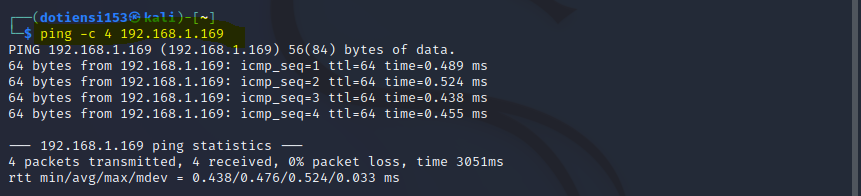 ┌──(dotiensi153㉿kali)-[~]
└─$ ping -c 4 192.168.1.169
PING 192.168.1.169 (192.168.1.169) 56(84) bytes of data.
64 bytes from 192.168.1.169: icmp_seq=1 ttl=64 time=0.489 ms
64 bytes from 192.168.1.169: icmp_seq=2 ttl=64 time=0.524 ms
64 bytes from 192.168.1.169: icmp_seq=3 ttl=64 time=0.438 ms
64 bytes from 192.168.1.169: icmp_seq=4 ttl=64 time=0.455 ms

--- 192.168.1.169 ping statistics ---
4 packets transmitted, 4 received, 0% packet loss, time 3051ms
rtt min/avg/max/mdev = 0.438/0.476/0.524/0.033 ms